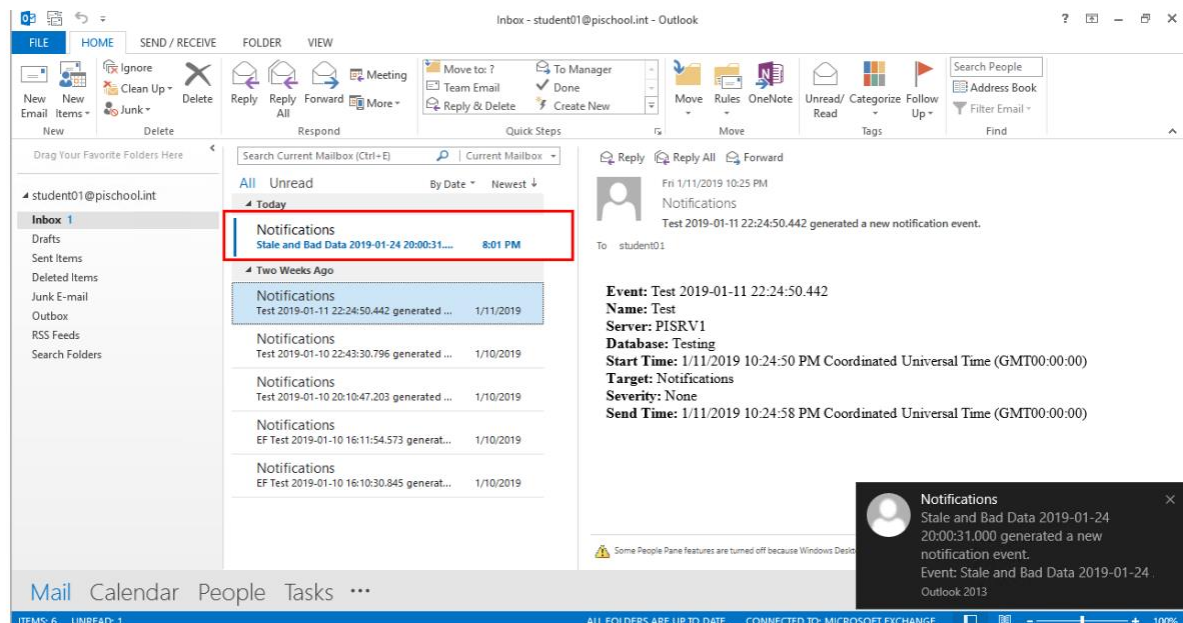 Inbox - student01@pischool.int - Outlook
FILE HOME SEND / RECEIVE FOLDER VIEW
New Email
New Items
Ignore
Clean Up
Junk
Delete
Reply
Reply All
Forward
Meeting
More
Move to: ?
Team Email
Reply & Delete
To Manager
Done
Create New
Move
Rules
OneNote
Unread/ Read
Categorize
Follow Up
Search People
Address Book
Filter Email
New Delete Respond Quick Steps Move Tags Find
Drag Your Favorite Folders Here
student01@pischool.int
Inbox 1
Drafts
Sent Items
Deleted Items
Junk E-mail
Outbox
RSS Feeds
Search Folders
Search Current Mailbox (Ctrl+E) Current Mailbox
All Unread By Date Newest ↓
Today
Notifications
Stale and Bad Data 2019-01-24 20:00:31.... 8:01 PM
Two Weeks Ago
Notifications
Test 2019-01-11 22:24:50.442 generated ... 1/11/2019
Notifications
Test 2019-01-10 22:43:30.796 generated ... 1/10/2019
Notifications
Test 2019-01-10 20:10:47.203 generated ... 1/10/2019
Notifications
EF Test 2019-01-10 16:11:54.573 generat... 1/10/2019
Notifications
EF Test 2019-01-10 16:10:30.845 generat... 1/10/2019
Reply Reply All Forward
Fri 1/11/2019 10:25 PM
Notifications
Test 2019-01-11 22:24:50.442 generated a new notification event.
To student01
Event: Test 2019-01-11 22:24:50.442
Name: Test
Server: PISRV1
Database: Testing
Start Time: 1/11/2019 10:24:50 PM Coordinated Universal Time (GMT00:00:00)
Target: Notifications
Severity: None
Send Time: 1/11/2019 10:24:58 PM Coordinated Universal Time (GMT00:00:00)
Some People Pane features are turned off because Windows
Notifications
Stale and Bad Data 2019-01-24
20:00:31.000 generated a new
notification event.
Event: Stale and Bad Data 2019-01-24
Outlook 2013
Mail Calendar People Tasks •••
ITEMS: 6 UNREAD: 1 ALL FOLDERS ARE UP TO DATE. CONNECTED TO: MICROSOFT EXCHANGE 100%